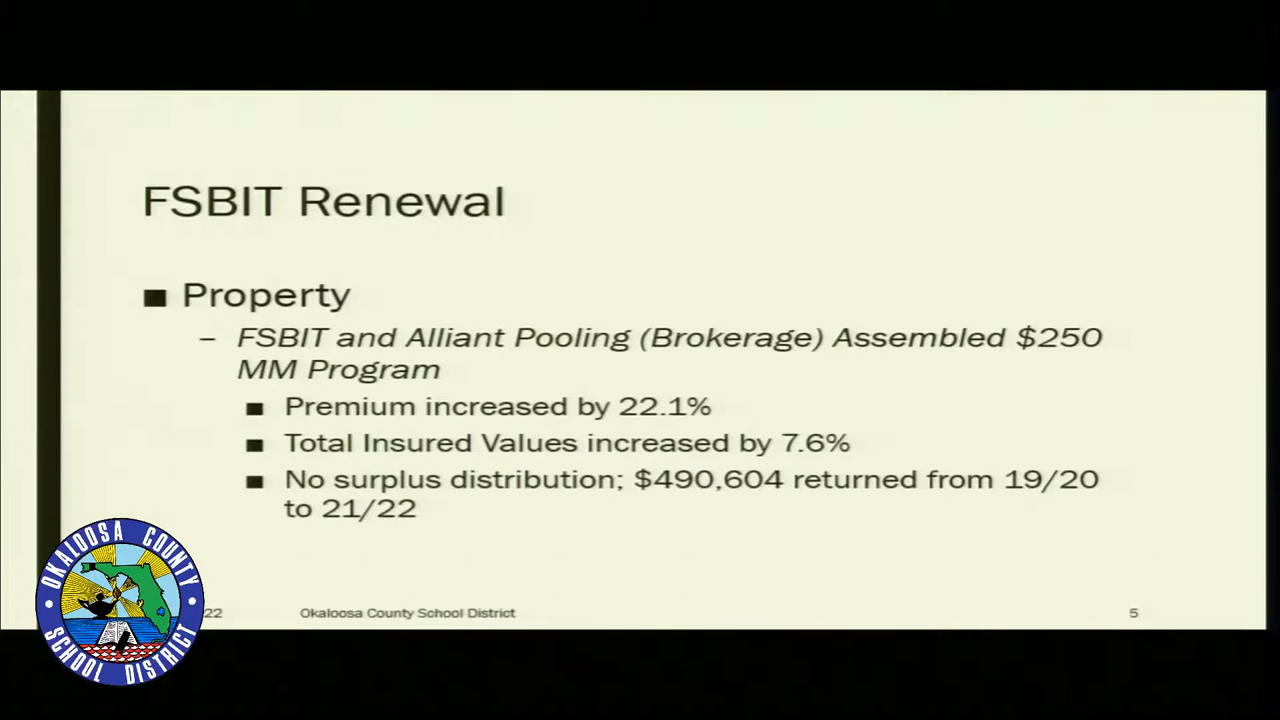 FSBIT Renewal
Property
– FSBIT and Alliant Pooling (Brokerage) Assembled $250
MM Program
Premium increased by 22.1%
Total Insured Values increased by 7.6%
No surplus distribution; $490,604 returned from 19/20
to 21/22
OKALOOSA COUNTY
SCHOOL DISTRICT
22
Okaloosa County School District
5